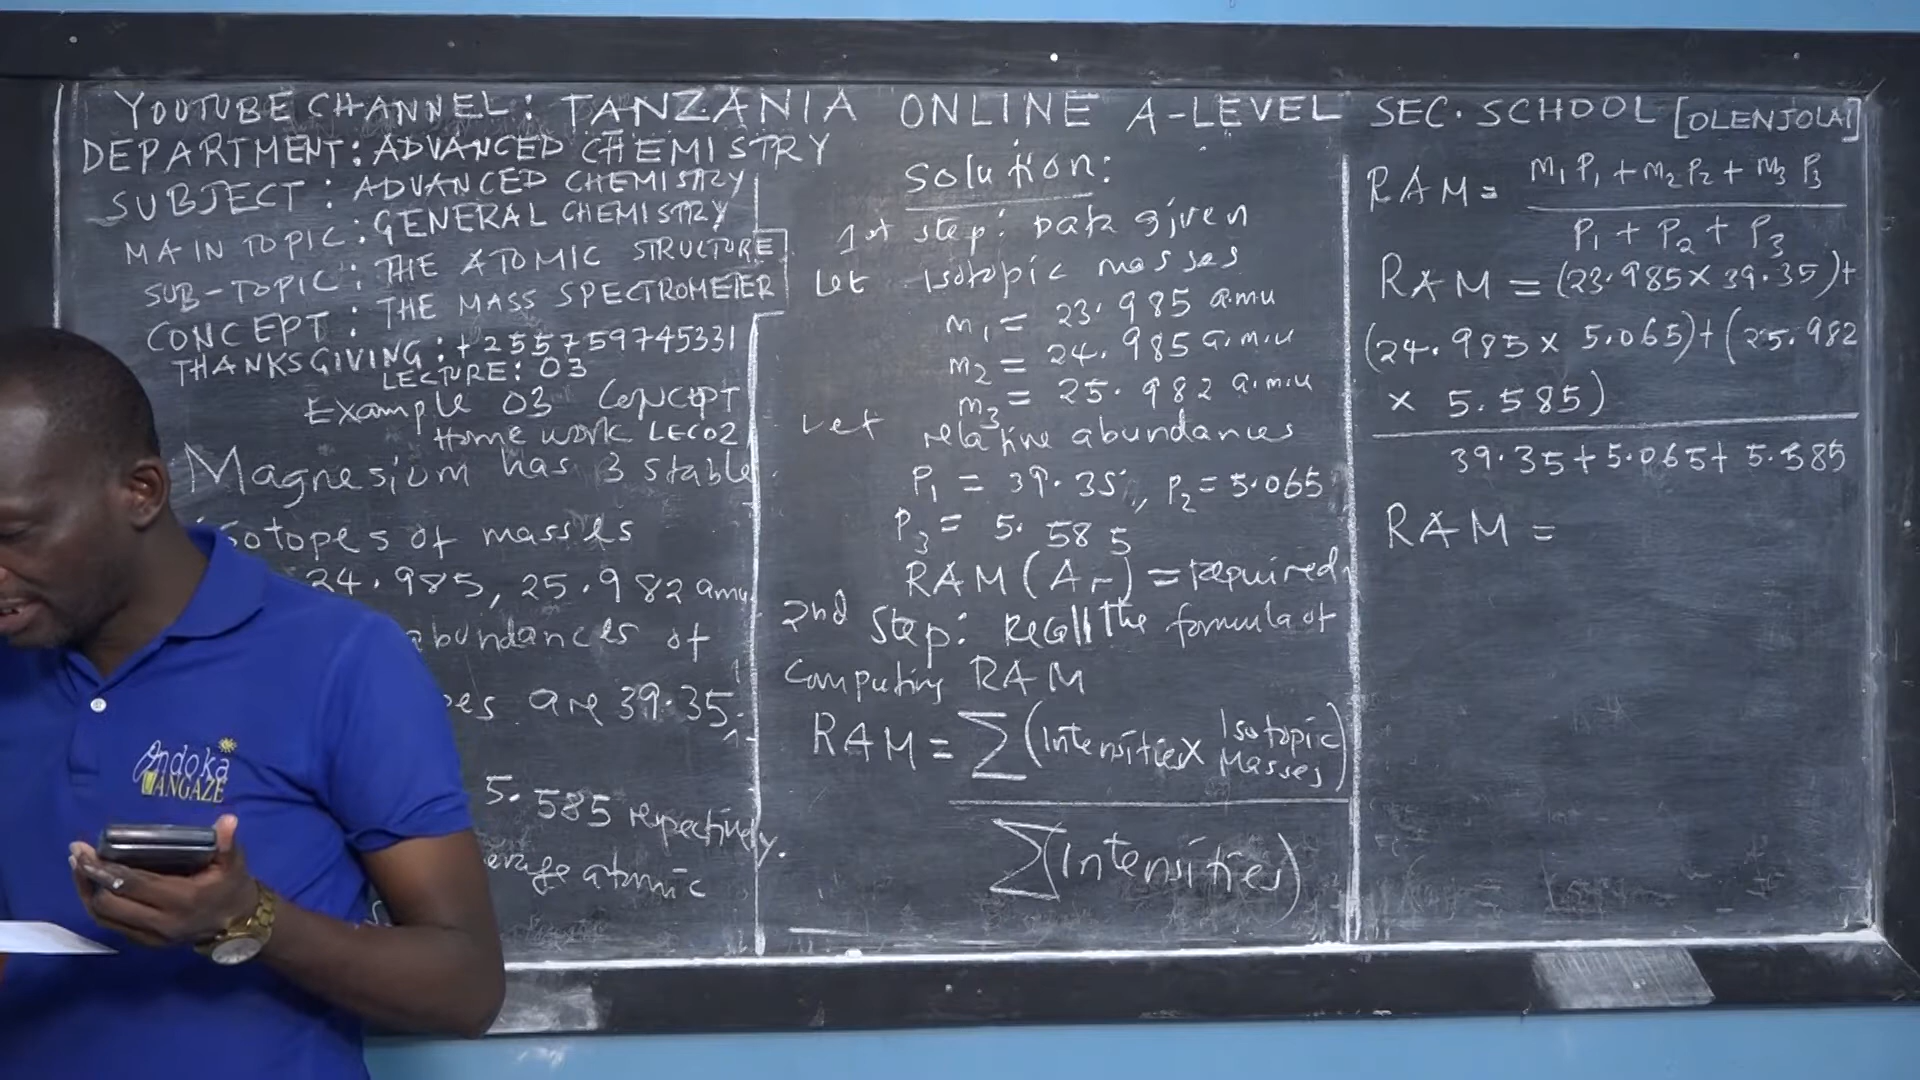 YOUTUBE CHANNEL: TANZANIA ONLINE A-LEVEL SEC. SCHOOL [OLENJOLAI]
DEPARTMENT: ADVANCED CHEMISTRY
SUBJECT: ADVANCED CHEMISTRY
MAIN TOPIC: GENERAL CHEMISTRY
SUB-TOPIC: THE ATOMIC STRUCTURE
CONCEPT: THE MASS SPECTROMETER
THANKSGIVING: +255759745331
LECTURE: 03
Example 03 Concept
Home work LEC02
Magnesium has 3 stable
isotopes of masses
24.985, 25.982 amu
abundances of
are 39.35,
5.585 respectively.
atomic
Solution:
1st step: Data given
Let Isotopic masses
m₁ = 23.985 a.m.u
m₂ = 24.985 a.m.u
m₃ = 25.982 a.m.u
Let relative abundances
P₁ = 39.35, P₂ = 5.065
P₃ = 5.585
RAM (Ar) = required
2nd Step: Recall the formula of
Computing RAM
RAM = ∑(Intensities × Isotopic Masses)
∑(Intensities)
RAM = m₁P₁ + m₂P₂ + m₃P₃
P₁ + P₂ + P₃
RAM = (23.985 × 39.35) +
(24.985 × 5.065) + (25.982
× 5.585)
39.35 + 5.065 + 5.585
RAM =
Andoka
UANGAZE